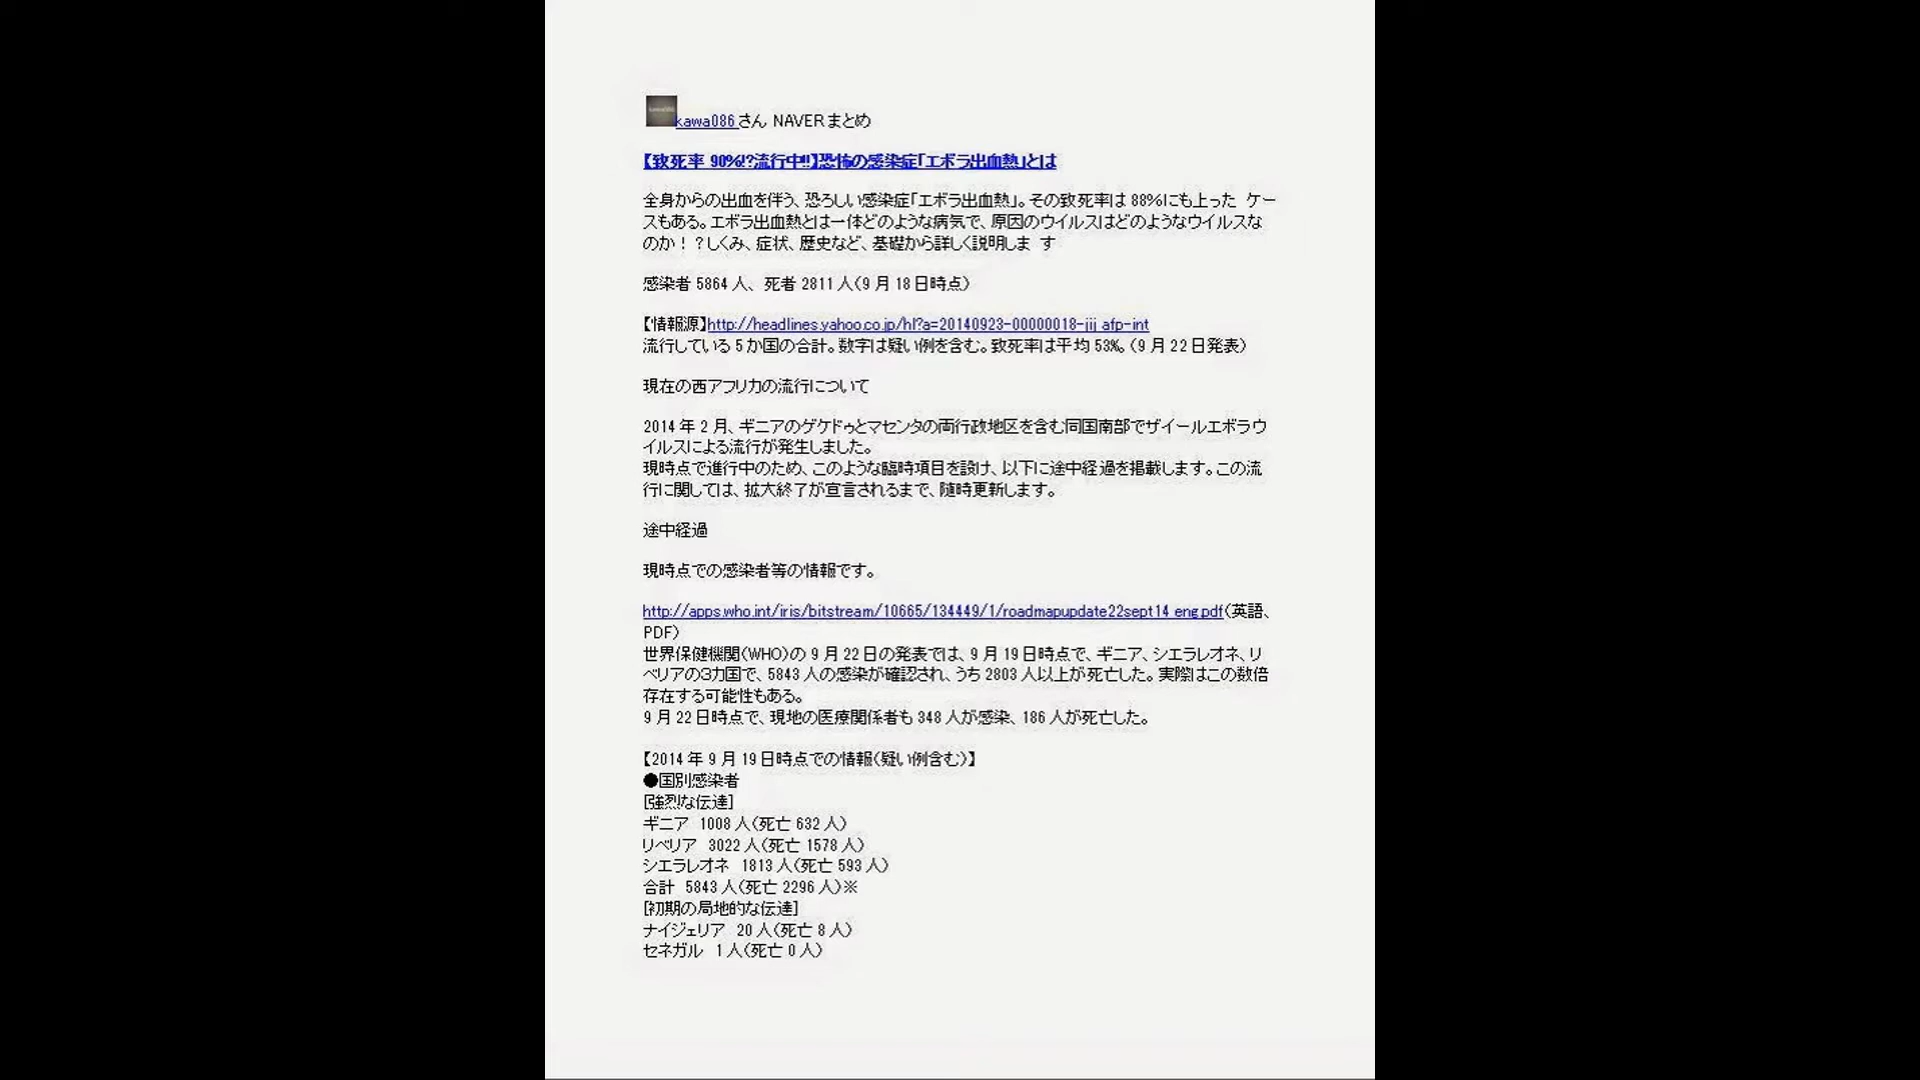 kawa086さん NAVERまとめ
【致死率 90%!?流行中!!】恐怖の感染症「エボラ出血熱」とは
全身からの出血を伴う、恐ろしい感染症「エボラ出血熱」。その致死率は 88%にも上った ケー
スもある。エボラ出血熱とは一体どのような病気で、原因のウイルスはどのようなウイルスな
のか！？しくみ、症状、歴史など、基礎から詳しく説明しま す
感染者 5864 人、死者 2811 人(9 月 18 日時点)
【情報源】http://headlines.yahoo.co.jp/hl?a=20140923-00000018-jij_afp-int
流行している 5 か国の合計。数字は疑い例を含む。致死率は平均 53%。(9 月 22 日発表)
現在の西アフリカの流行について
2014 年 2 月、ギニアのゲケドゥとマセンタの両行政地区を含む同国南部でザイールエボラウ
イルスによる流行が発生しました。
現時点で進行中のため、このような臨時項目を設け、以下に途中経過を掲載します。この流
行に関しては、拡大終了が宣言されるまで、随時更新します。
途中経過
現時点での感染者等の情報です。
http://apps.who.int/iris/bitstream/10665/134449/1/roadmapupdate22sept14_eng.pdf(英語、
PDF)
世界保健機関(WHO)の 9 月 22 日の発表では、9 月 19 日時点で、ギニア、シエラレオネ、リ
ベリアの3カ国で、5843 人の感染が確認され、うち 2803 人以上が死亡した。実際はこの数倍
存在する可能性もある。
9 月 22 日時点で、現地の医療関係者も 348 人が感染、186 人が死亡した。
【2014 年 9 月 19 日時点での情報(疑い例含む)】
●国別感染者
[強烈な伝達]
ギニア 1008 人(死亡 632 人)
リベリア 3022 人(死亡 1578 人)
シエラレオネ 1813 人(死亡 593 人)
合計 5843 人(死亡 2296 人)※
[初期の局地的な伝達]
ナイジェリア 20 人(死亡 8 人)
セネガル 1 人(死亡 0 人)